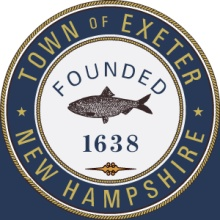 TOWN OF EXETER
FOUNDED
1638
NEW HAMPSHIRE